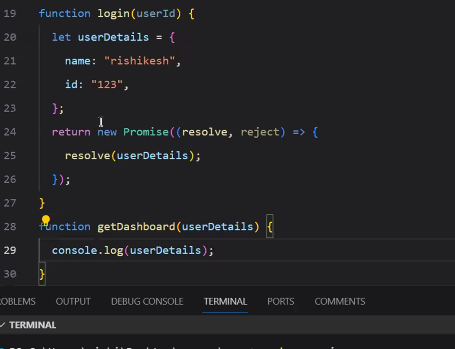 19 function login(userId) {
20 let userDetails = {
21 name: "rishikesh",
22 id: "123",
23 };
24 return new Promise((resolve, reject) => {
25 resolve(userDetails);
26 });
27 }
28 function getDashboard(userDetails) {
29 console.log(userDetails);
30 }
OUTPUT DEBUG CONSOLE TERMINAL PORTS COMMENTS
TERMINAL